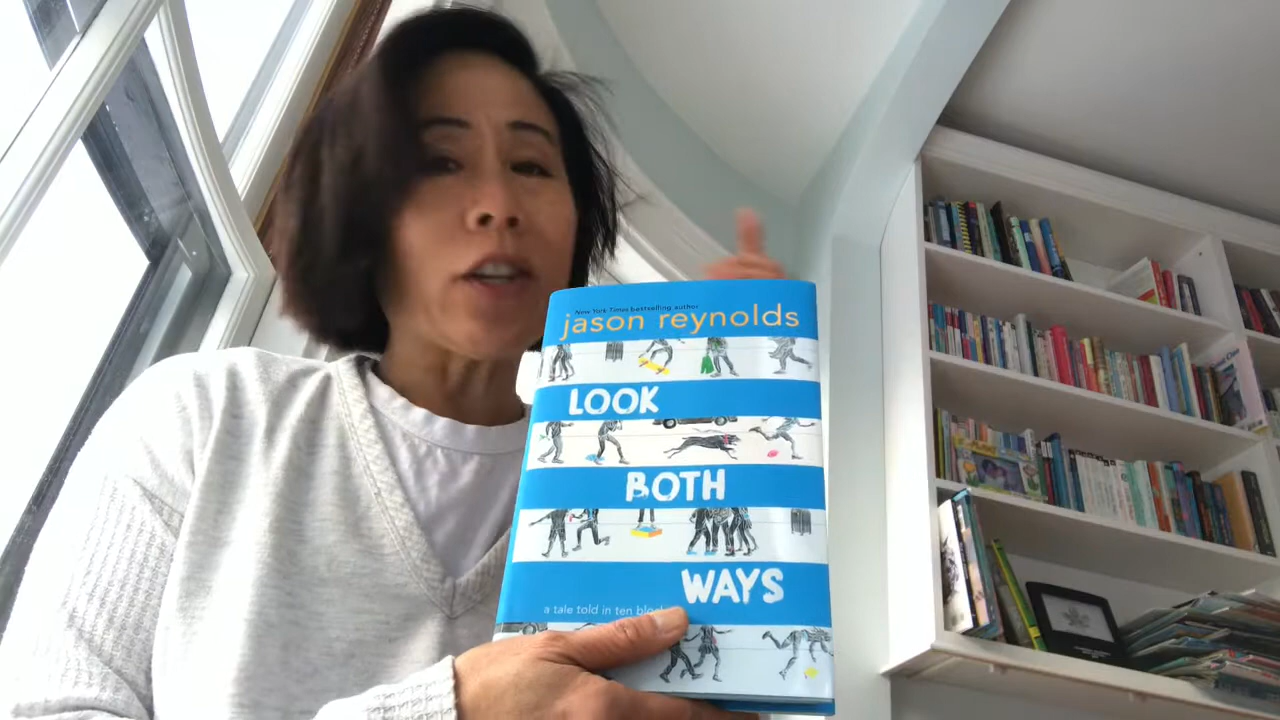 New York Times bestselling author
jason reynolds
LOOK
BOTH
WAYS
a tale told in ten